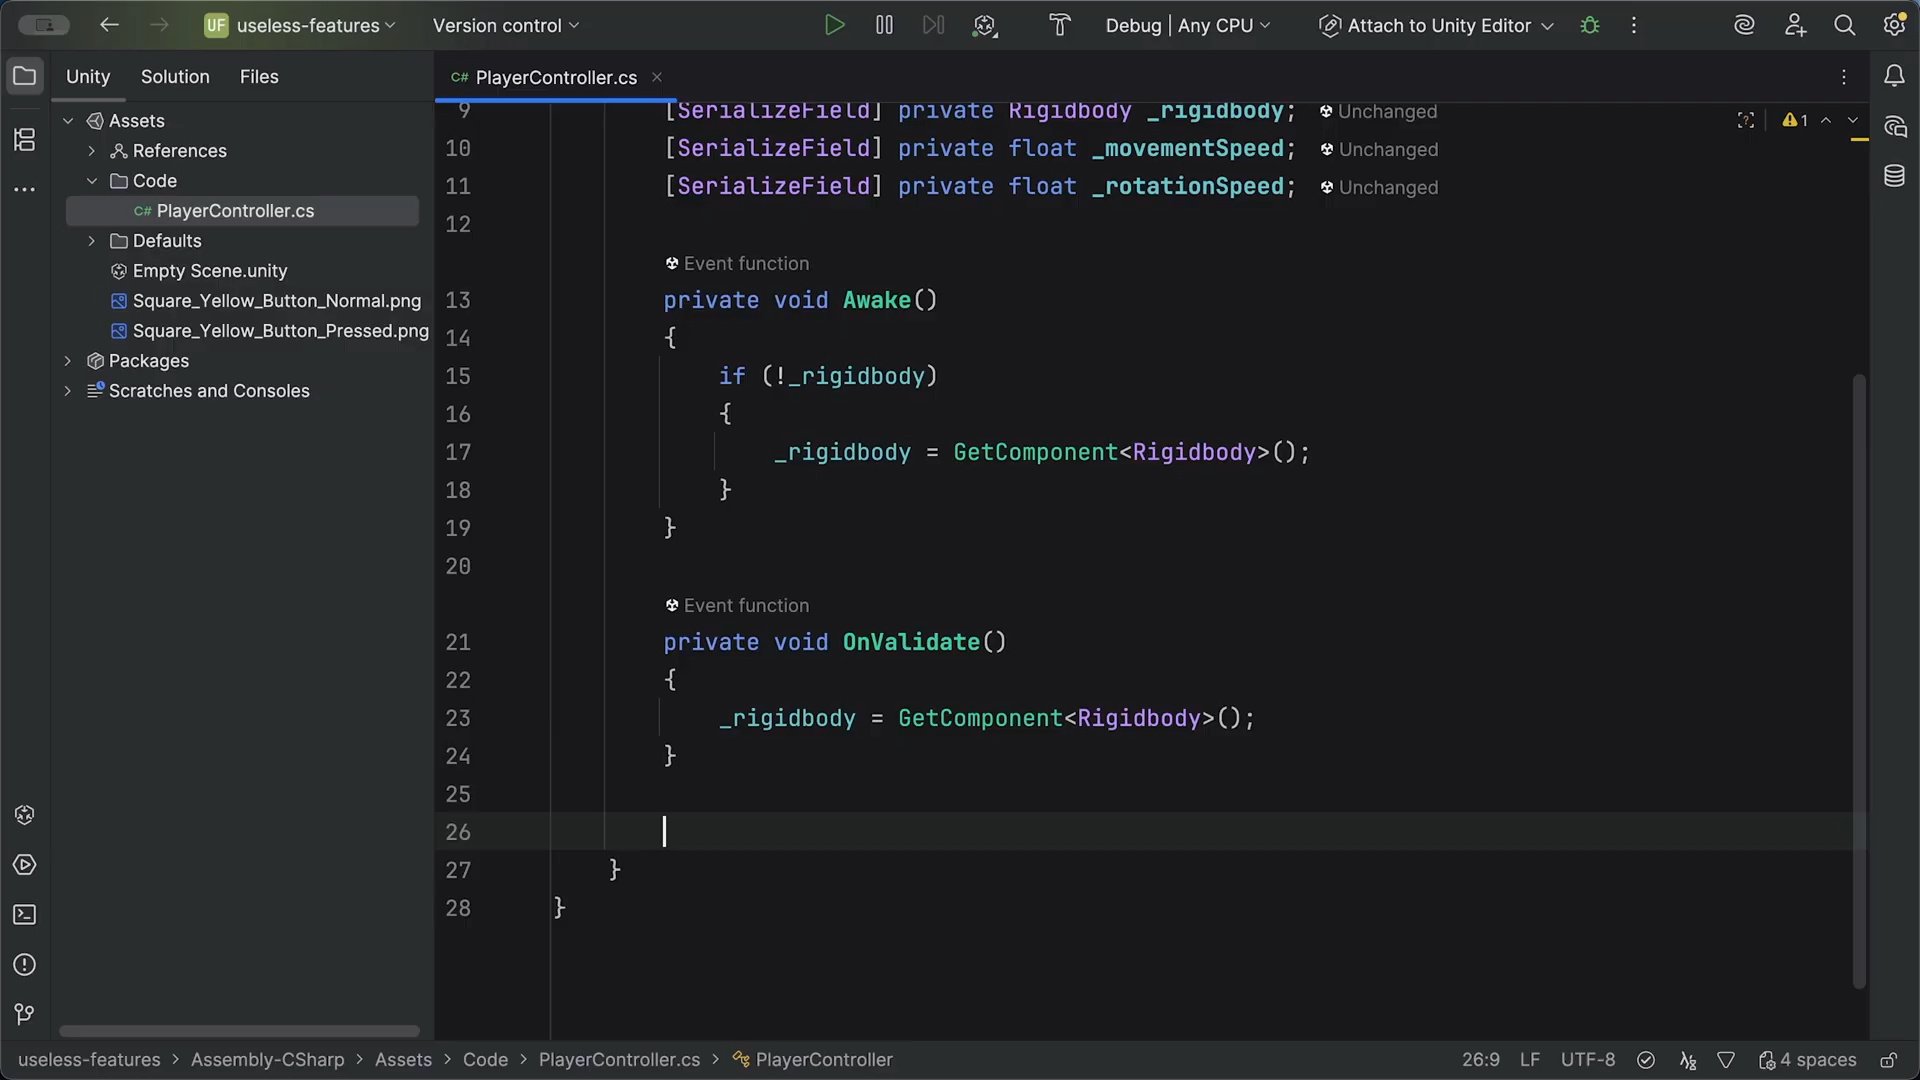 UF useless-features Version control Debug | Any CPU Attach to Unity Editor
Unity Solution Files
C# PlayerController.cs
Assets
References
Code
C# PlayerController.cs
Defaults
Empty Scene.unity
Square_Yellow_Button_Normal.png
Square_Yellow_Button_Pressed.png
Packages
Scratches and Consoles
9 [SerializeField] private Rigidbody _rigidbody; Unchanged
1
10 [SerializeField] private float _movementSpeed; Unchanged
11 [SerializeField] private float _rotationSpeed; Unchanged
12
Event function
13 private void Awake()
14 {
15 if (!_rigidbody)
16 {
17 _rigidbody = GetComponent<Rigidbody>();
18 }
19 }
20
Event function
21 private void OnValidate()
22 {
23 _rigidbody = GetComponent<Rigidbody>();
24 }
25
26
27 }
28 }
useless-features > Assembly-CSharp > Assets > Code > PlayerController.cs > PlayerController
26:9 LF UTF-8 4 spaces